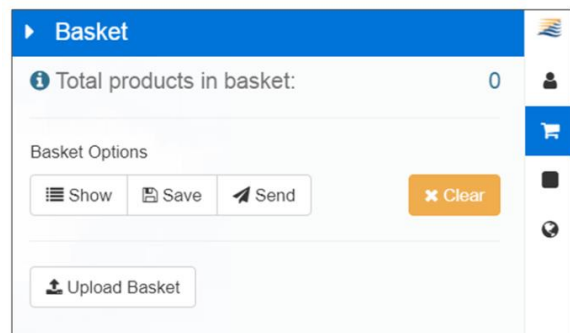 Basket
Total products in basket: 0
Basket Options
Show Save Send Clear
Upload Basket